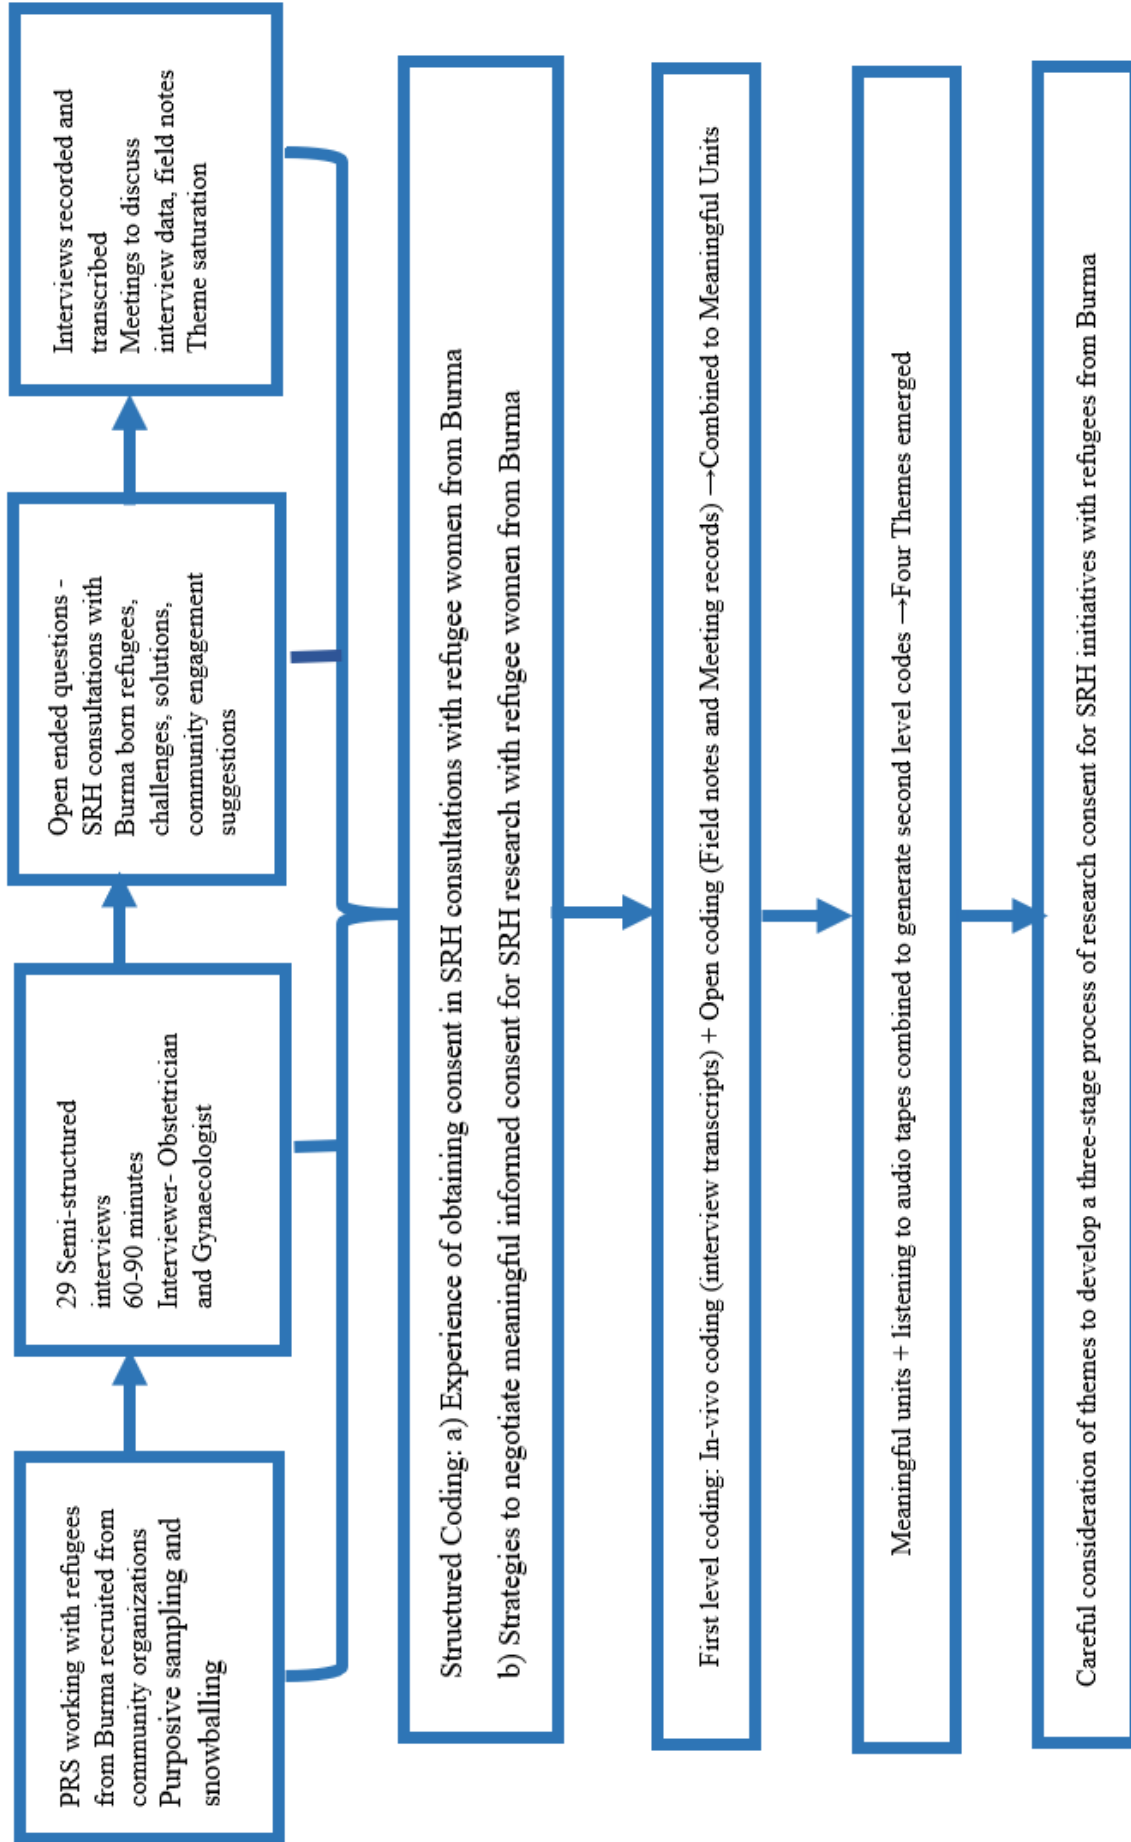 PRS working with refugees
from Burma recruited from
community organizations
Purposive sampling and
snowballing
29 Semi-structured
interviews
60-90 minutes
Interviewer- Obstetrician
and Gynaecologist
Open ended questions -
SRH consultations with
Burma born refugees,
challenges, solutions,
community engagement
suggestions
Interviews recorded and
transcribed
Meetings to discuss
interview data, field notes
Theme saturation
Structured Coding: a) Experience of obtaining consent in SRH consultations with refugee women from Burma
b) Strategies to negotiate meaningful informed consent for SRH research with refugee women from Burma
First level coding: In-vivo coding (interview transcripts) + Open coding (Field notes and Meeting records) →Combined to Meaningful Units
Meaningful units + listening to audio tapes combined to generate second level codes →Four Themes emerged
Careful consideration of themes to develop a three-stage process of research consent for SRH initiatives with refugees from Burma